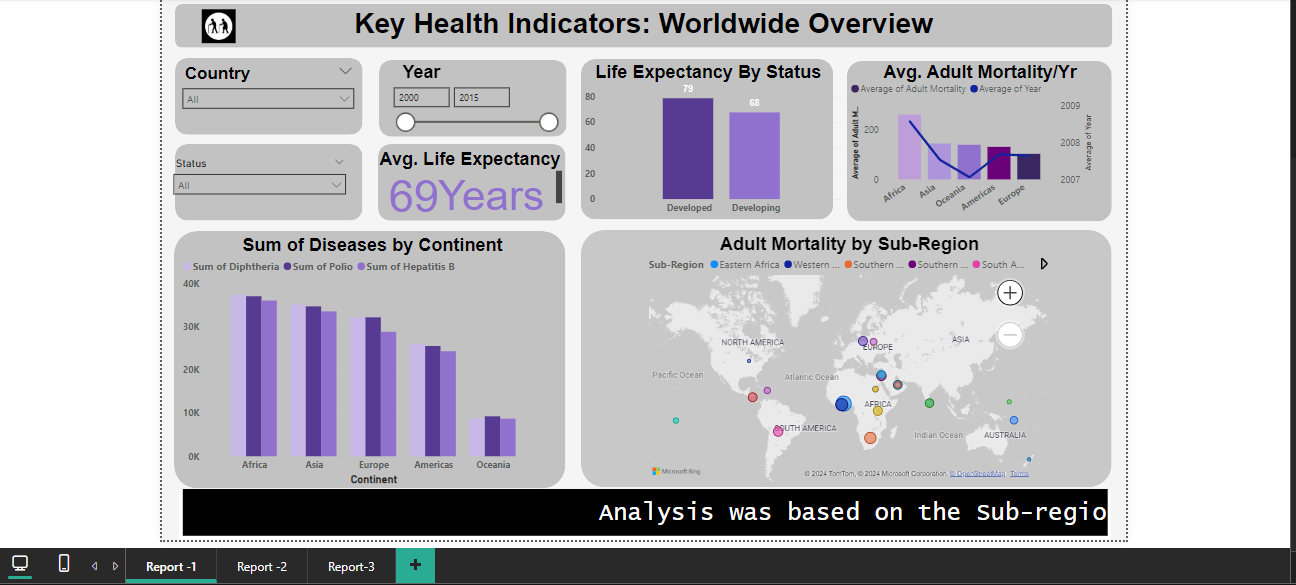 Key Health Indicators: Worldwide Overview
Country
All
Year
2000 2015
Status
All
Avg. Life Expectancy
69Years
Life Expectancy By Status
80
60
40
20
0
79
68
Developed Developing
Avg. Adult Mortality/Yr
Average of Adult Mortality Average of Year
Average of Adult M...
200
0
2009
2008
2007
Average of Year
Africa
Asia
Oceania
Americas
Europe
Sum of Diseases by Continent
Sum of Diphtheria Sum of Polio Sum of Hepatitis B
40K
30K
20K
10K
0K
Africa Asia Europe Americas Oceania
Continent
Adult Mortality by Sub-Region
Sub-Region Eastern Africa Western ... Southern ... Southern ... South A...
NORTH AMERICA
EUROPE
ASIA
Pacific Ocean
Atlantic Ocean
AFRICA
SOUTH AMERICA
Indian Ocean
AUSTRALIA
Microsoft Bing
© 2024 TomTom, © 2024 Microsoft Corporation, © OpenStreetMap Terms
Analysis was based on the Sub-regio
Report -1 Report -2 Report-3 +